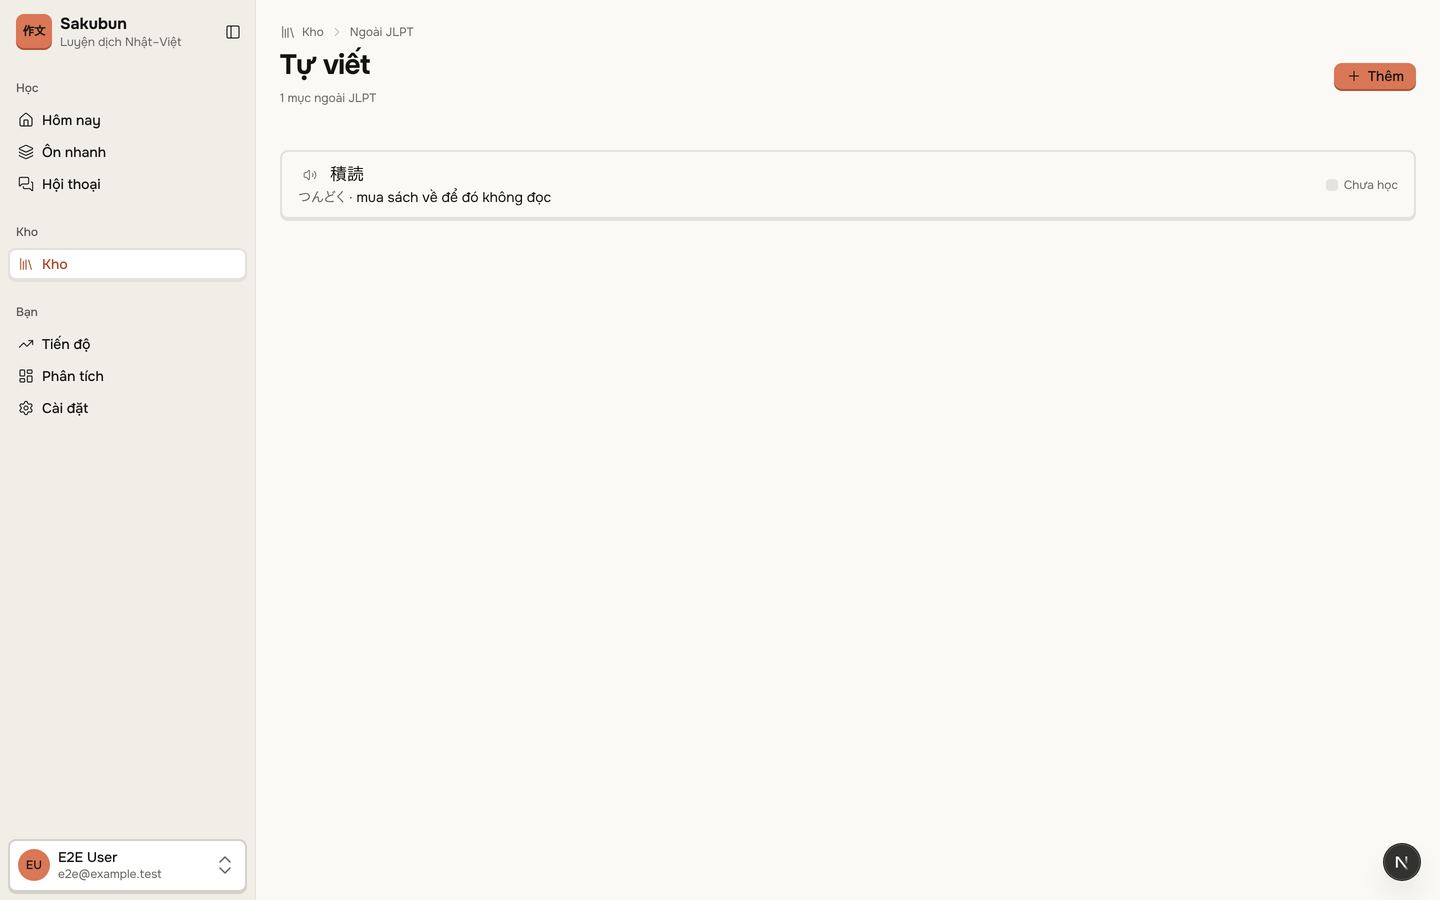 作文
Sakubun
Luyện dịch Nhật–Việt
Học
Hôm nay
Ôn nhanh
Hội thoại
Kho
Kho
Bạn
Tiến độ
Phân tích
Cài đặt
EU
E2E User
e2e@example.test
Kho
Ngoài JLPT
Tự viết
1 mục ngoài JLPT
Thêm
積読
つんどく · mua sách về để đó không đọc
Chưa học
N